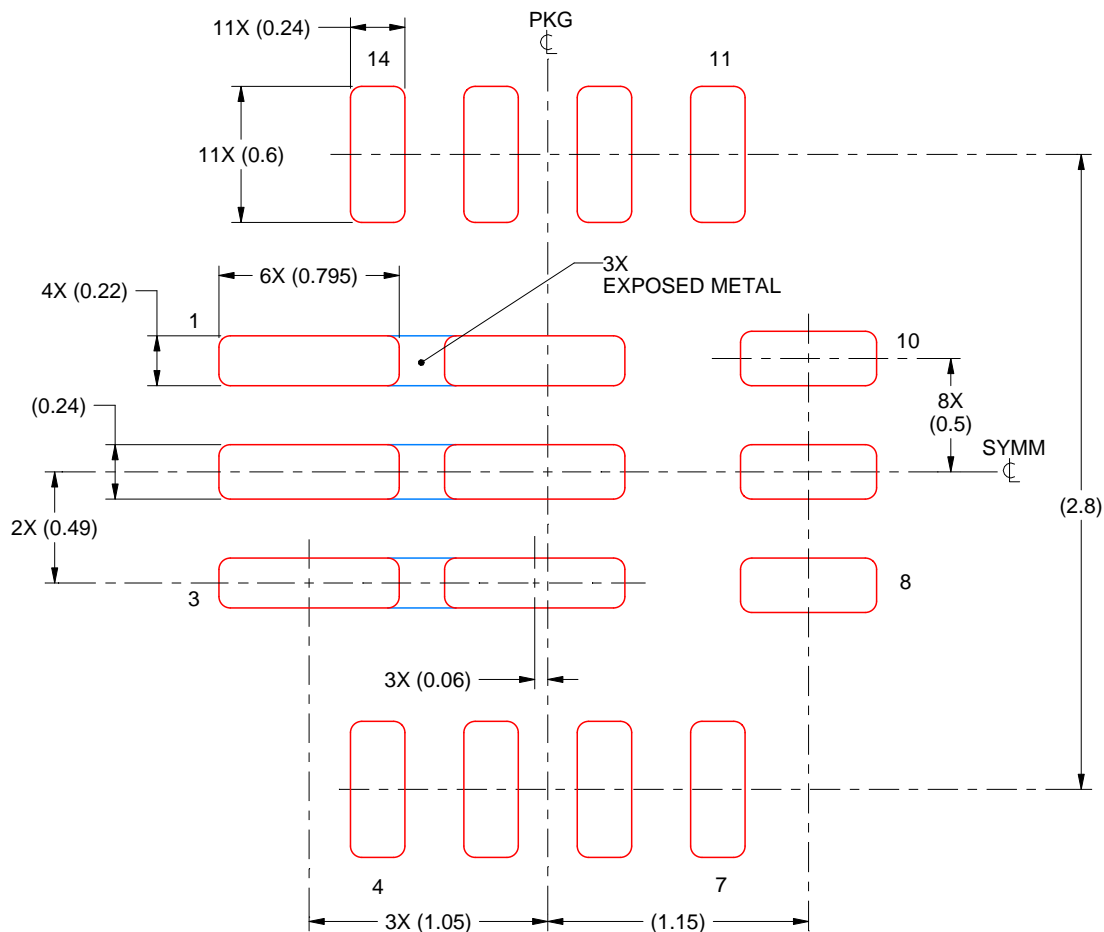 PKG
℄
11X (0.24)
14
11
11X (0.6)
3X
EXPOSED METAL
6X (0.795)
4X (0.22)
1
10
8X
(0.5)
(0.24)
SYMM
℄
(2.8)
2X (0.49)
3
8
3X (0.06)
4
7
3X (1.05)
(1.15)